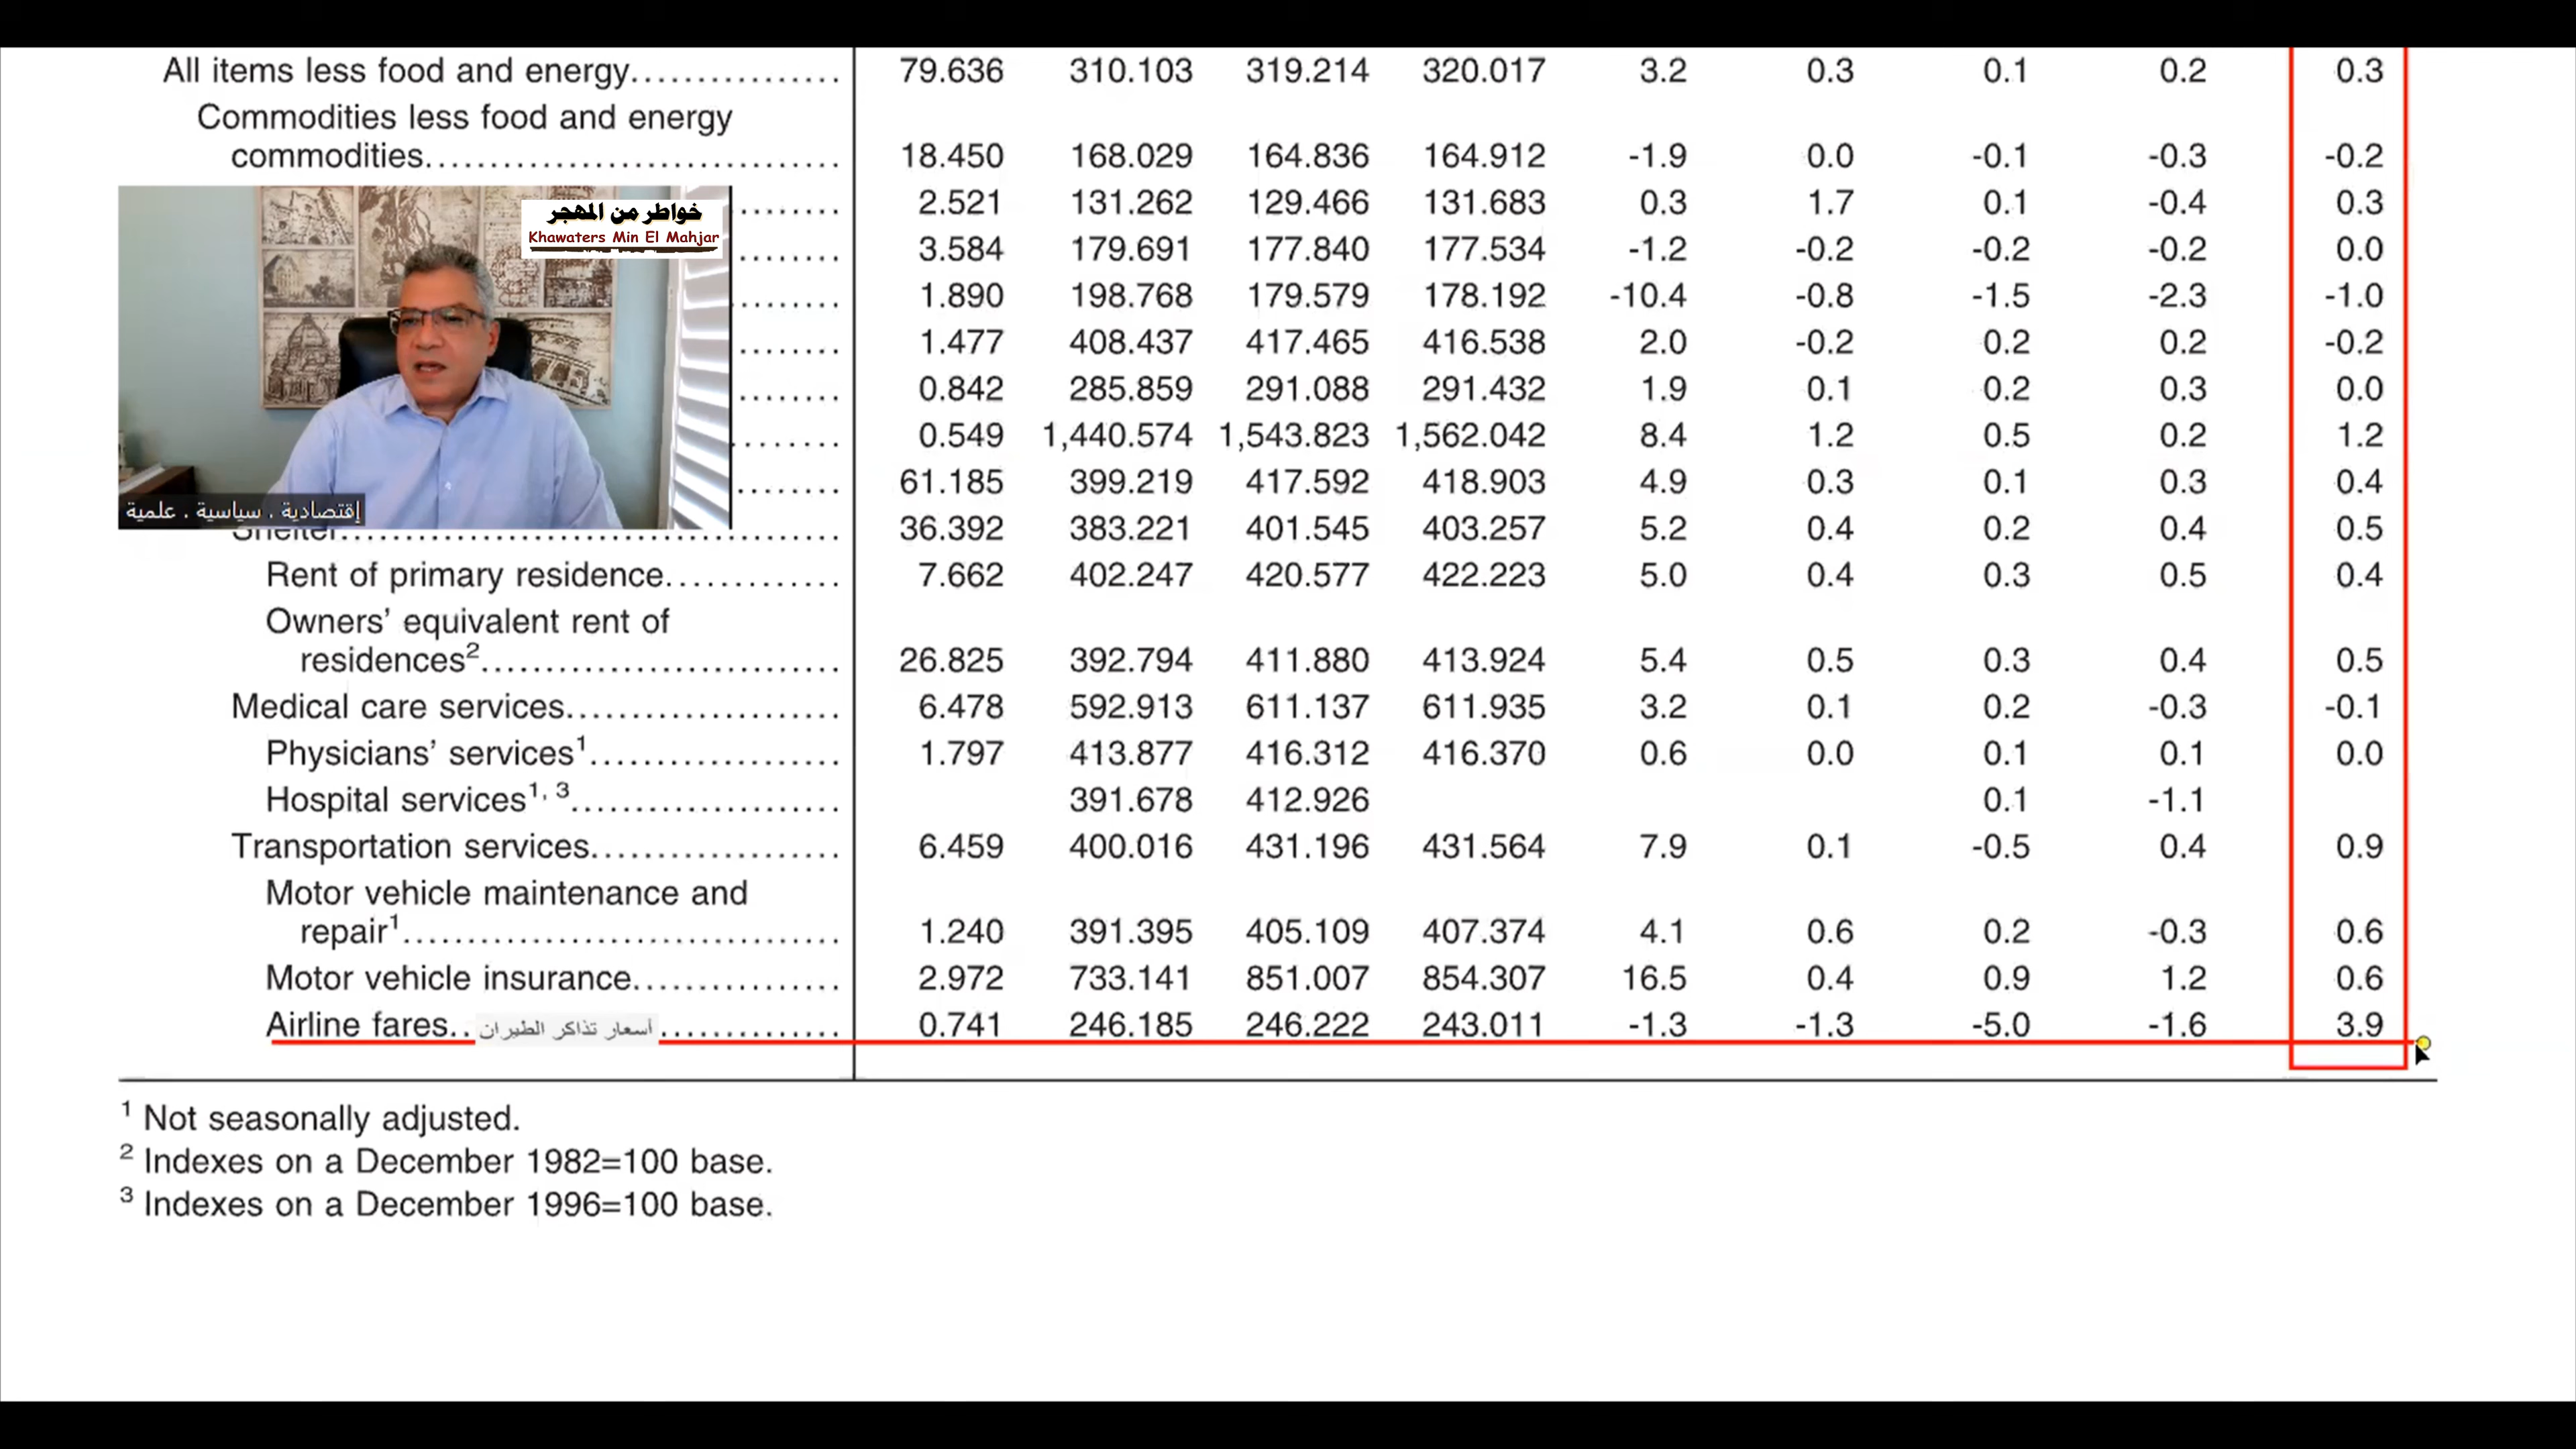 All items less food and energy................ 79.636 310.103 319.214 320.017 3.2 0.3 0.1 0.2 0.3
Commodities less food and energy
commodities................................ 18.450 168.029 164.836 164.912 -1.9 0.0 -0.1 -0.3 -0.2
....... 2.521 131.262 129.466 131.683 0.3 1.7 0.1 -0.4 0.3
....... 3.584 179.691 177.840 177.534 -1.2 -0.2 -0.2 -0.2 0.0
....... 1.890 198.768 179.579 178.192 -10.4 -0.8 -1.5 -2.3 -1.0
....... 1.477 408.437 417.465 416.538 2.0 -0.2 0.2 0.2 -0.2
....... 0.842 285.859 291.088 291.432 1.9 0.1 0.2 0.3 0.0
....... 0.549 1,440.574 1,543.823 1,562.042 8.4 1.2 0.5 0.2 1.2
....... 61.185 399.219 417.592 418.903 4.9 0.3 0.1 0.3 0.4
Shelter....................................... 36.392 383.221 401.545 403.257 5.2 0.4 0.2 0.4 0.5
Rent of primary residence............. 7.662 402.247 420.577 422.223 5.0 0.4 0.3 0.5 0.4
Owners’ equivalent rent of
residences²............................ 26.825 392.794 411.880 413.924 5.4 0.5 0.3 0.4 0.5
Medical care services..................... 6.478 592.913 611.137 611.935 3.2 0.1 0.2 -0.3 -0.1
Physicians’ services¹.................... 1.797 413.877 416.312 416.370 0.6 0.0 0.1 0.1 0.0
Hospital services¹, ³..................... 391.678 412.926 0.1 -1.1
Transportation services................... 6.459 400.016 431.196 431.564 7.9 0.1 -0.5 0.4 0.9
Motor vehicle maintenance and
repair¹.................................. 1.240 391.395 405.109 407.374 4.1 0.6 0.2 -0.3 0.6
Motor vehicle insurance................ 2.972 733.141 851.007 854.307 16.5 0.4 0.9 1.2 0.6
Airline fares.. أسعار تذاكر الطيران .............. 0.741 246.185 246.222 243.011 -1.3 -1.3 -5.0 -1.6 3.9
خواطر من المهجر
Khawaters Min El Mahjar
إقتصادية . سياسية . علمية
¹ Not seasonally adjusted.
² Indexes on a December 1982=100 base.
³ Indexes on a December 1996=100 base.